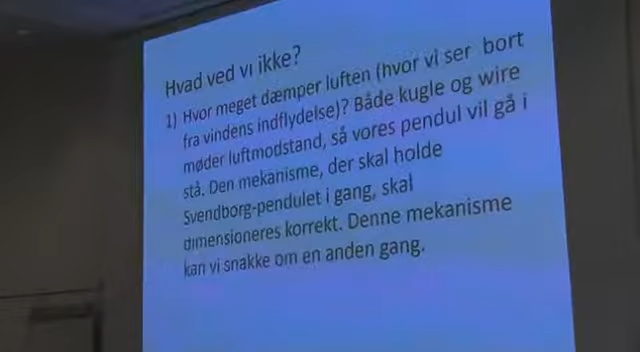 Hvad ved vi ikke?
1) Hvor meget dæmper luften (hvor vi ser bort
fra vindens indflydelse)? Både kugle og wire
møder luftmodstand, så vores pendul vil gå i
stå. Den mekanisme, der skal holde
Svendborg-pendulet i gang, skal
dimensioneres korrekt. Denne mekanisme
kan vi snakke om en anden gang.